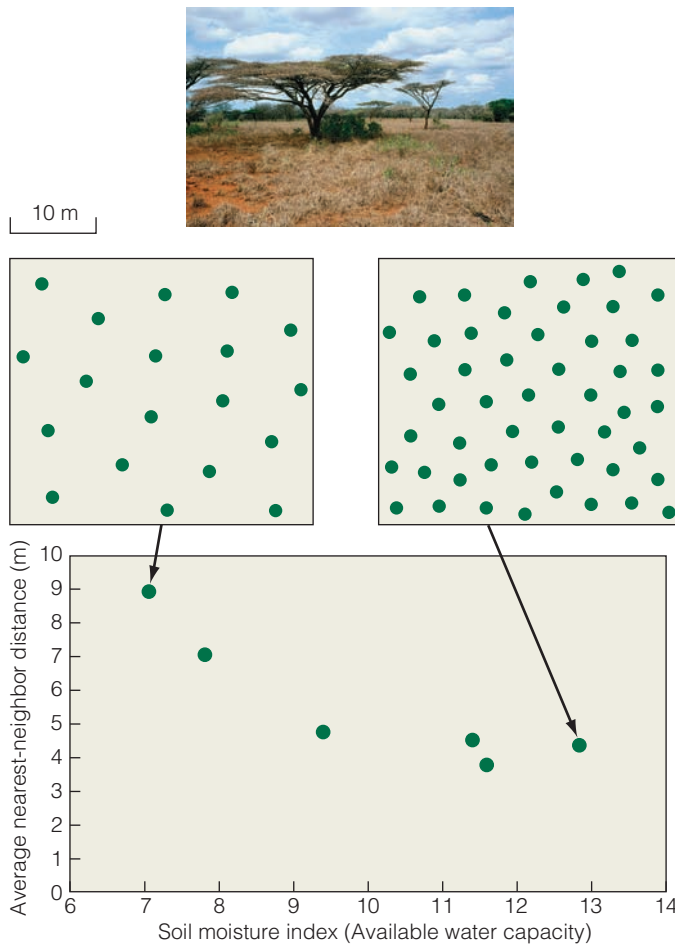 10 m
Average nearest-neighbor distance (m)
10
9
8
7
6
5
4
3
2
1
0
6 7 8 9 10 11 12 13 14
Soil moisture index (Available water capacity)